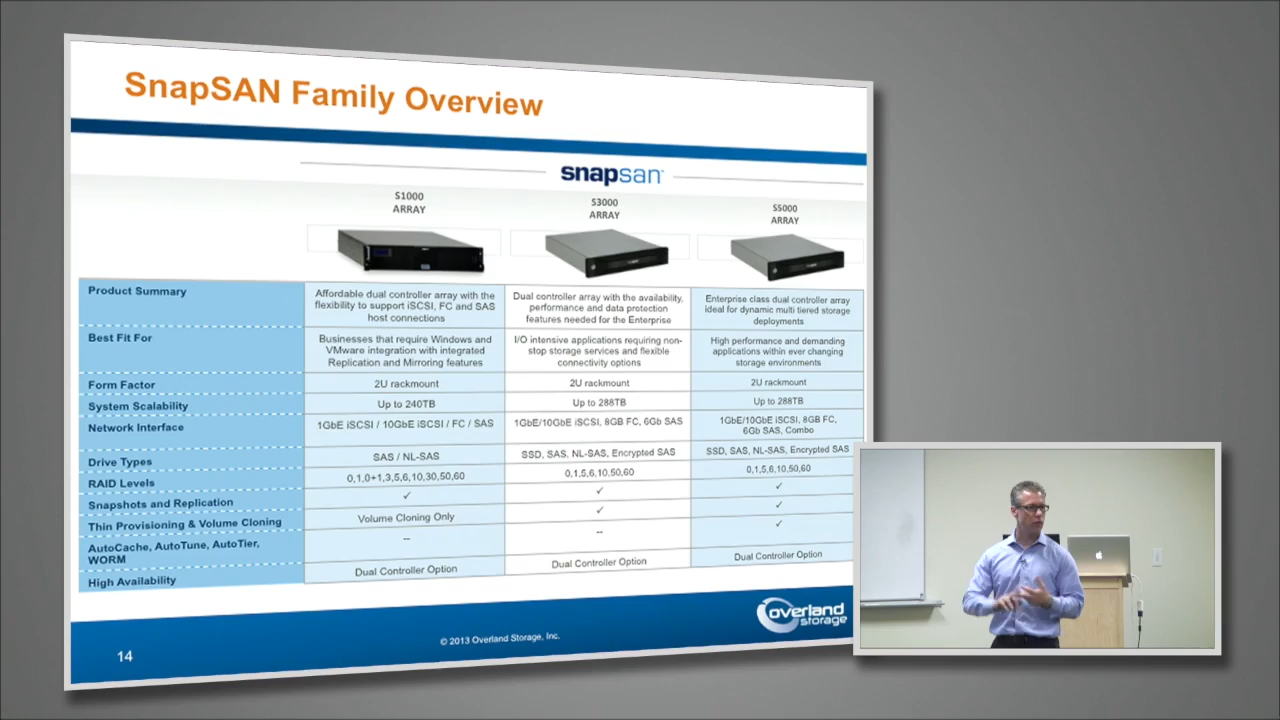 SnapSAN Family Overview
snapsan
S1000
ARRAY
S3000
ARRAY
S5000
ARRAY
Product Summary
Affordable dual controller array with the
flexibility to support iSCSI, FC and SAS
host connections
Dual controller array with the availability,
performance and data protection
features needed for the Enterprise
Enterprise class dual controller array
ideal for dynamic multi tiered storage
deployments
Best Fit For
Businesses that require Windows and
VMware integration with integrated
Replication and Mirroring features
I/O intensive applications requiring non-
stop storage services and flexible
connectivity options
High performance and demanding
applications within ever changing
storage environments
Form Factor
2U rackmount
2U rackmount
2U rackmount
System Scalability
Up to 240TB
Up to 288TB
Up to 288TB
Network Interface
1GbE iSCSI / 10GbE iSCSI / FC / SAS
1GbE/10GbE iSCSI, 8GB FC, 6Gb SAS
1GbE/10GbE iSCSI, 8GB FC,
6Gb SAS, Combo
Drive Types
SAS / NL-SAS
SSD, SAS, NL-SAS, Encrypted SAS
SSD, SAS, NL-SAS, Encrypted SAS
RAID Levels
0,1,0+1,3,5,6,10,30,50,60
0,1,5,6,10,50,60
0,1,5,6,10,50,60
Snapshots and Replication
✓
✓
✓
Thin Provisioning & Volume Cloning
Volume Cloning Only
✓
✓
AutoCache, AutoTune, AutoTier,
WORM
--
--
✓
High Availability
Dual Controller Option
Dual Controller Option
Dual Controller Option
14
© 2013 Overland Storage, Inc.
overland
storage